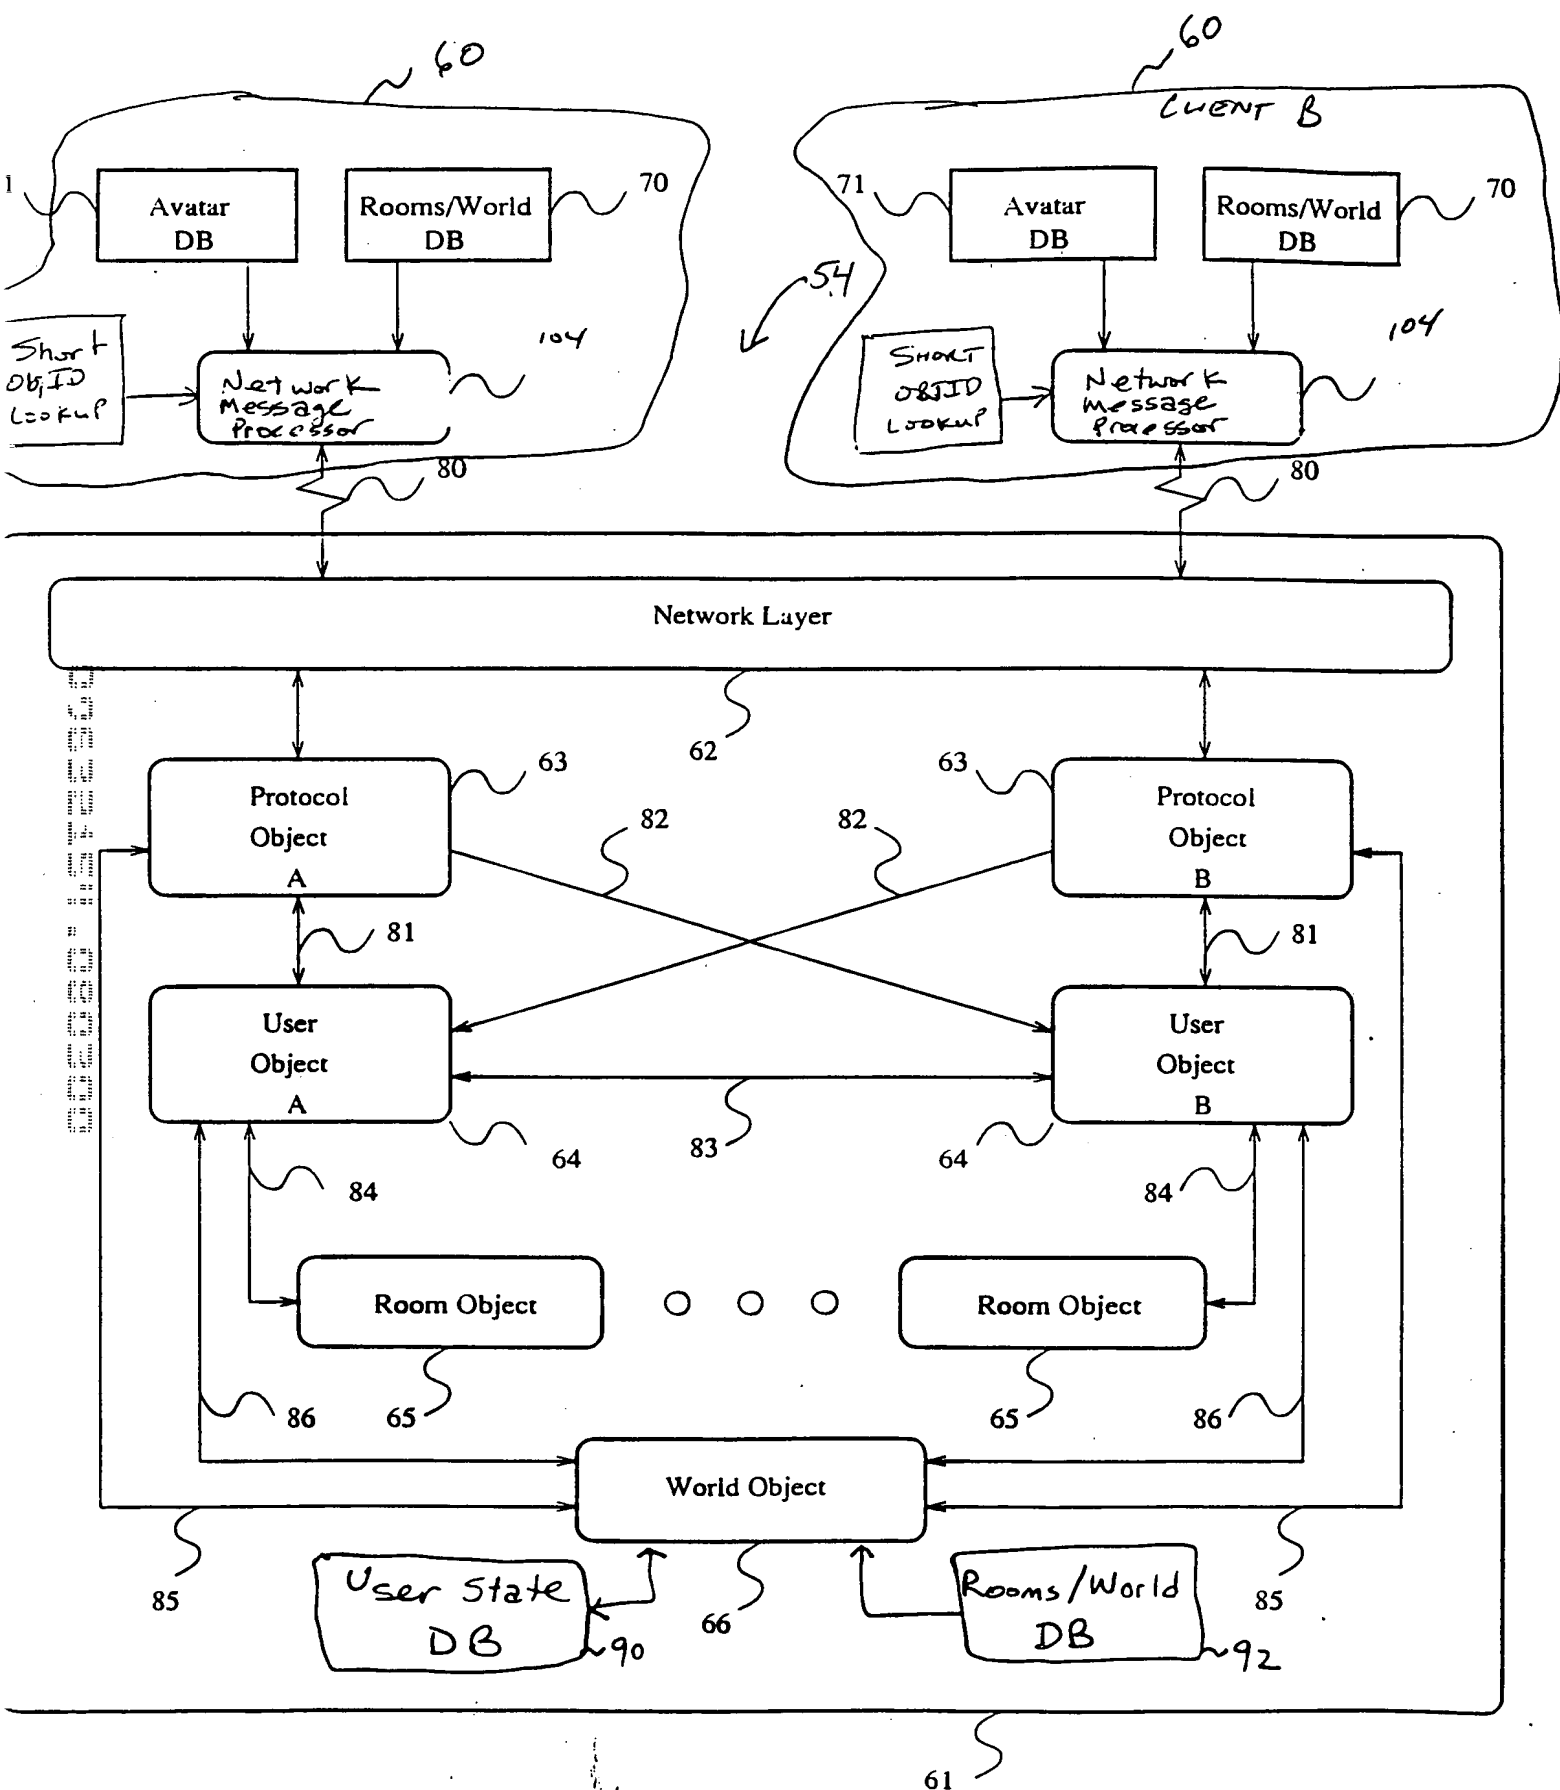 60
60
CLIENT B
1
Avatar
DB
Rooms/World
DB
70
71
Avatar
DB
Rooms/World
DB
70
54
Short
ObjID
Lookup
Network
Message
Processor
104
SHORT
OBJID
LOOKUP
Network
Message
Processor
104
80
80
Network Layer
62
63
Protocol
Object
A
82
82
63
Protocol
Object
B
81
81
User
Object
A
User
Object
B
83
64
64
84
84
Room Object
Room Object
86
65
65
86
World Object
85
User State
DB
90
66
Rooms/World
DB
92
85
61